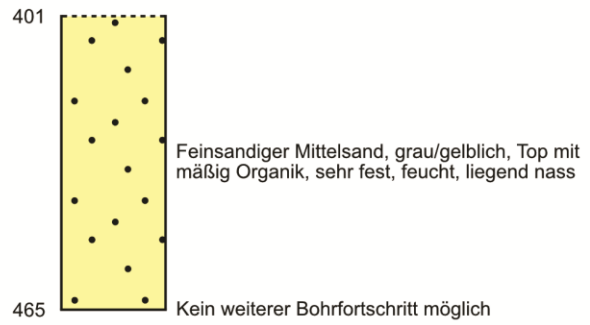 401
Feinsandiger Mittelsand, grau/gelblich, Top mit
mäßig Organik, sehr fest, feucht, liegend nass
465 Kein weiterer Bohrfortschritt möglich